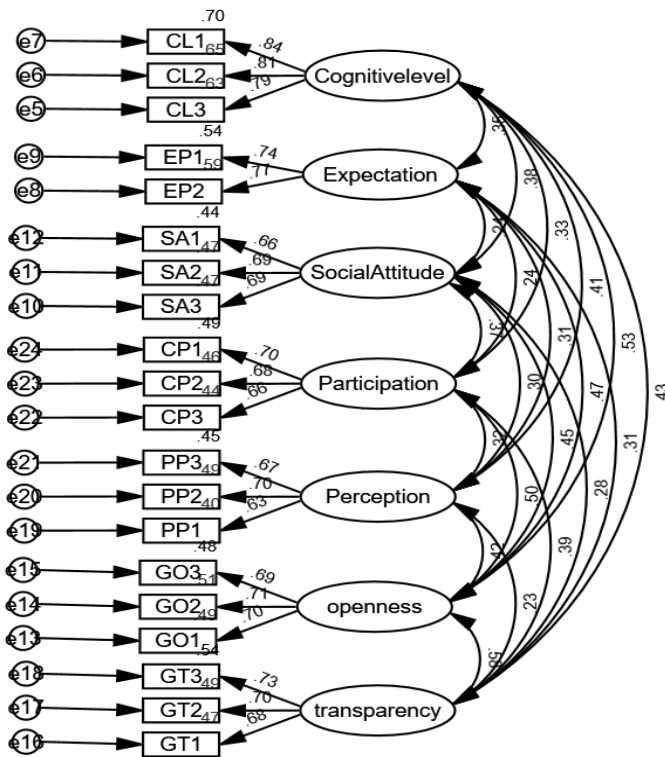 .70
e7 CL1 .84
.65
e6 CL2 .81 Cognitivelevel
.63
e5 CL3 .79
.54
e9 EP1 .74
.59
e8 EP2 .77 Expectation
.44
e12 SA1 .66
.47
e11 SA2 .69 SocialAttitude
.47
e10 SA3 .69
.49
e24 CP1 .70
.46
e23 CP2 .68 Participation
.44
e22 CP3 .66
.45
e21 PP3 .67
.49
e20 PP2 .70 Perception
.40
e19 PP1 .63
.48
e15 GO3 .69
.51
e14 GO2 .71 openness
.49
e13 GO1 .70
.54
e18 GT3 .73
.49
e17 GT2 .70 transparency
.47
e16 GT1 .68
.35
.38
.33
.41
.53
.43
.24
.31
.47
.31
.37
.30
.45
.28
.50
.39
.42
.23
.58